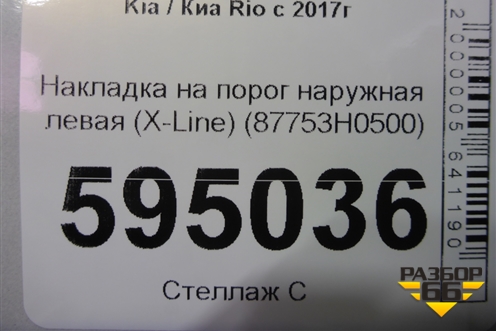 Kia / Киа Rio с 2017г
Накладка на порог наружная
левая (X-Line) (87753H0500)
595036
Стеллаж С
2000005641190
РАЗБОР
66